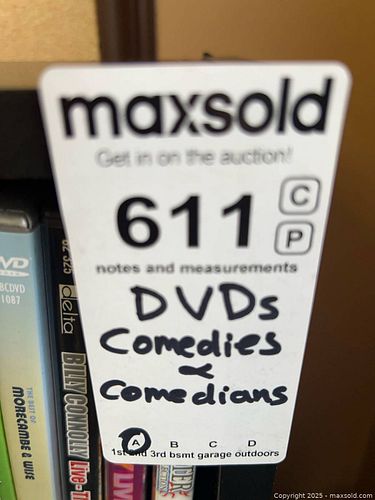 maxsold
Get in on the auction!
611
C
P
notes and measurements
DVDs
Comedies
&
Comedians
A B C D
1st 2nd 3rd bsmt garage outdoors
BCDVD
1087
THE BEST OF
MORECAMBE & WISE
delta
BILLY CONNOLLY Live
LIV
Copyright 2025 - maxsold.com